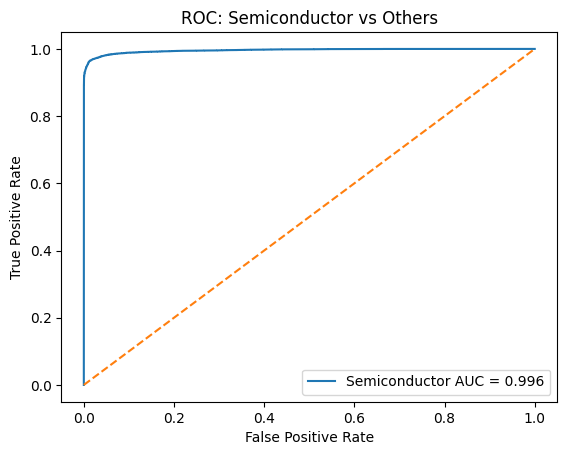 ROC: Semiconductor vs Others
True Positive Rate
1.0
0.8
0.6
0.4
0.2
0.0
Semiconductor AUC = 0.996
0.0 0.2 0.4 0.6 0.8 1.0
False Positive Rate